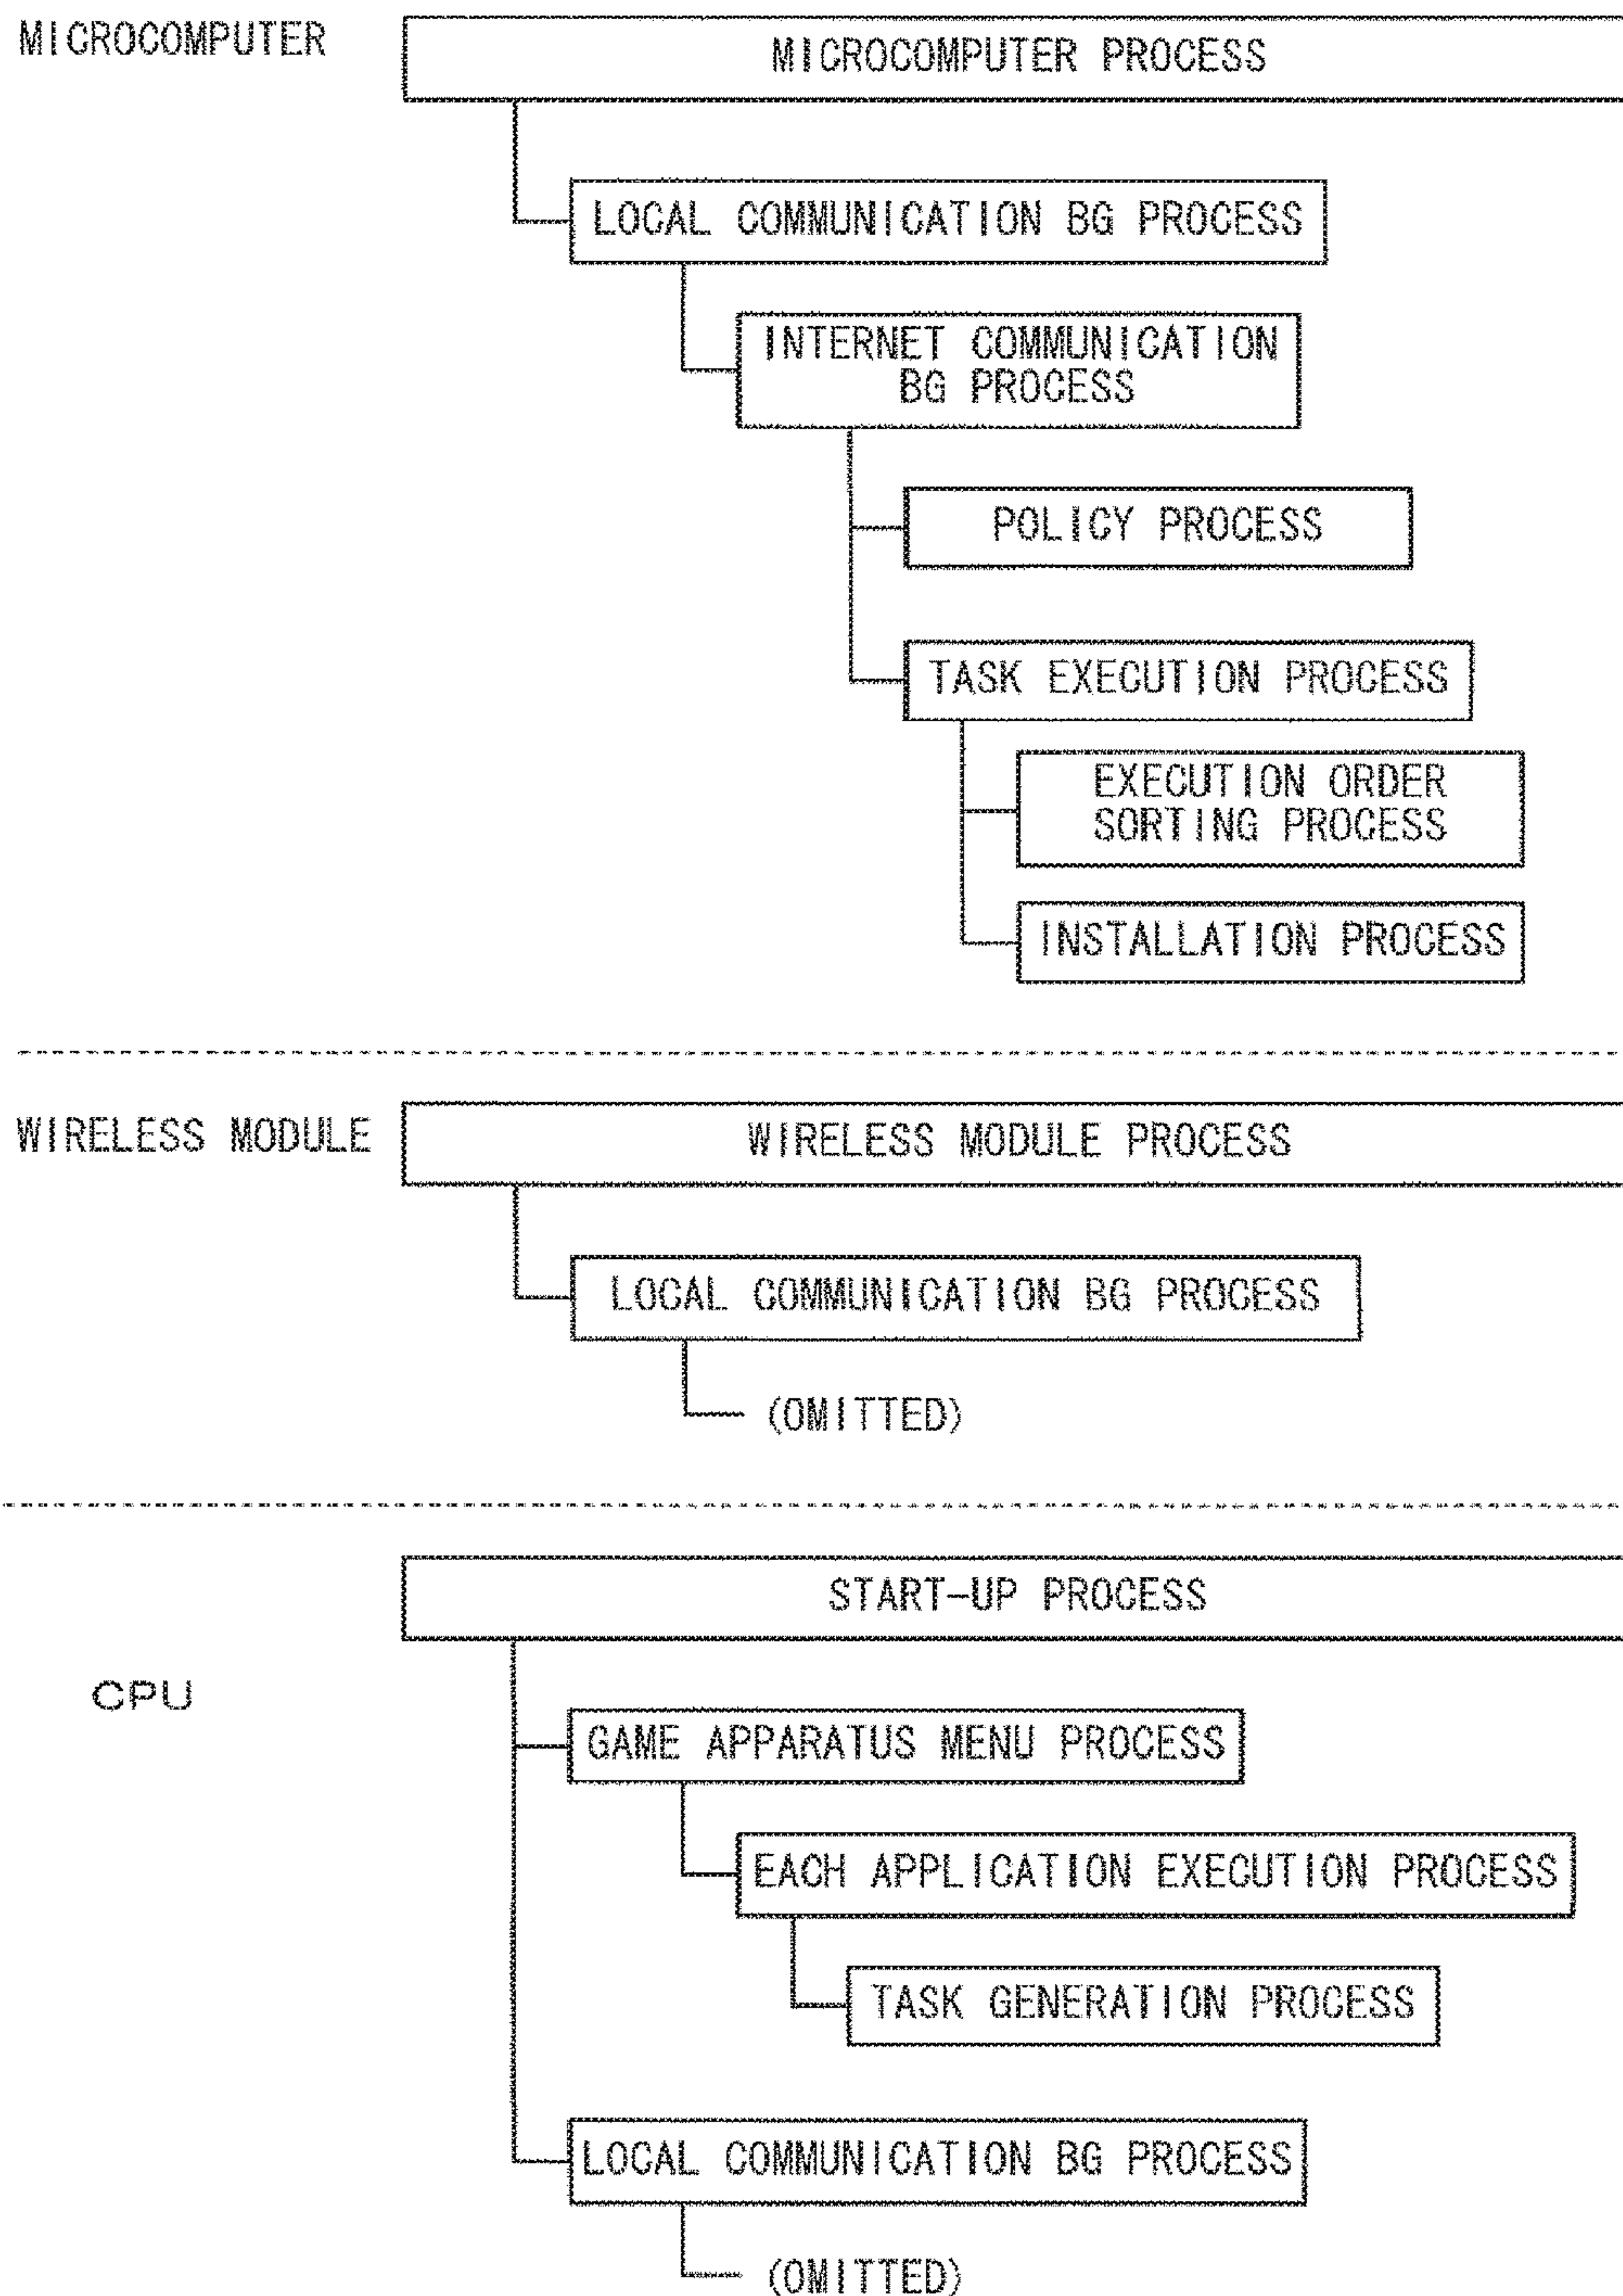 MICROCOMPUTER
MICROCOMPUTER PROCESS
LOCAL COMMUNICATION BG PROCESS
INTERNET COMMUNICATION
BG PROCESS
POLICY PROCESS
TASK EXECUTION PROCESS
EXECUTION ORDER
SORTING PROCESS
INSTALLATION PROCESS
WIRELESS MODULE
WIRELESS MODULE PROCESS
LOCAL COMMUNICATION BG PROCESS
(OMITTED)
START-UP PROCESS
CPU
GAME APPARATUS MENU PROCESS
EACH APPLICATION EXECUTION PROCESS
TASK GENERATION PROCESS
LOCAL COMMUNICATION BG PROCESS
(OMITTED)